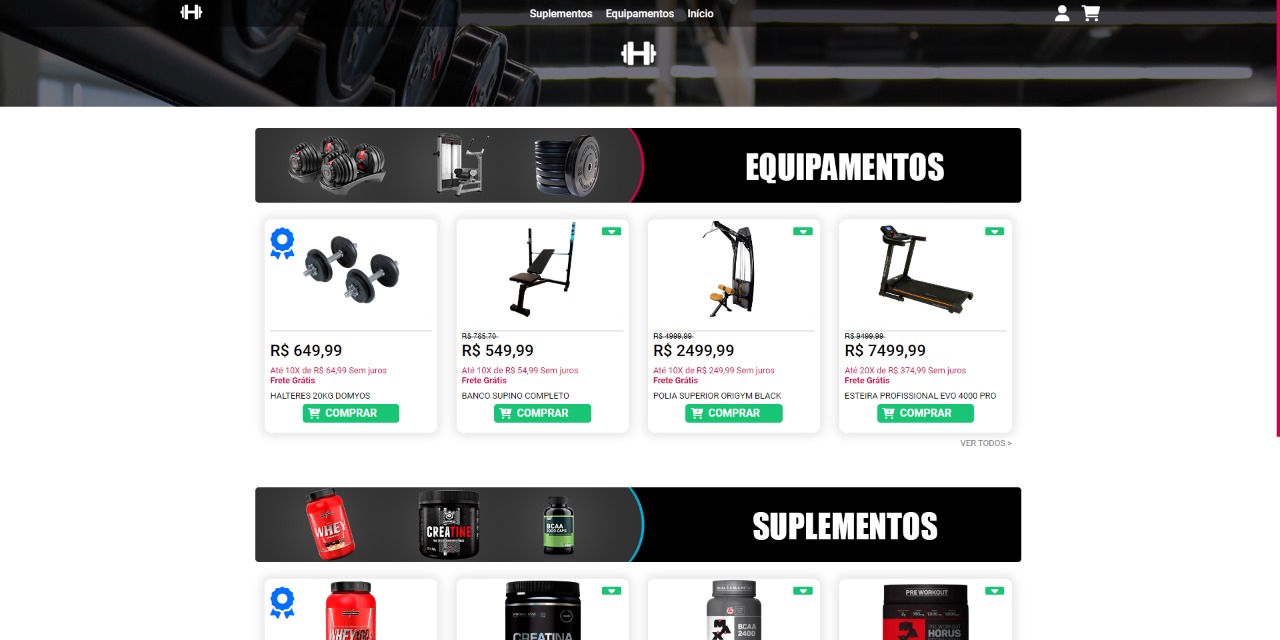 Suplementos Equipamentos Início
EQUIPAMENTOS
R$ 649,99
Até 10X de R$ 64,99 Sem juros
Frete Grátis
HALTERES 20KG DOMYOS
COMPRAR
R$ 785.70
R$ 549,99
Até 10X de R$ 54,99 Sem juros
Frete Grátis
BANCO SUPINO COMPLETO
COMPRAR
R$ 4999,99
R$ 2499,99
Até 10X de R$ 249,99 Sem juros
Frete Grátis
POLIA SUPERIOR ORIGYM BLACK
COMPRAR
R$ 9499,99
R$ 7499,99
Até 20X de R$ 374,99 Sem juros
Frete Grátis
ESTEIRA PROFISSIONAL EVO 4000 PRO
COMPRAR
VER TODOS >
WHEY
CREATINE
BCAA
SUPLEMENTOS
WHEY
CREATINA
BCAA
2400
PRE WORKOUT
PRE WORKOUT
HÓRUS